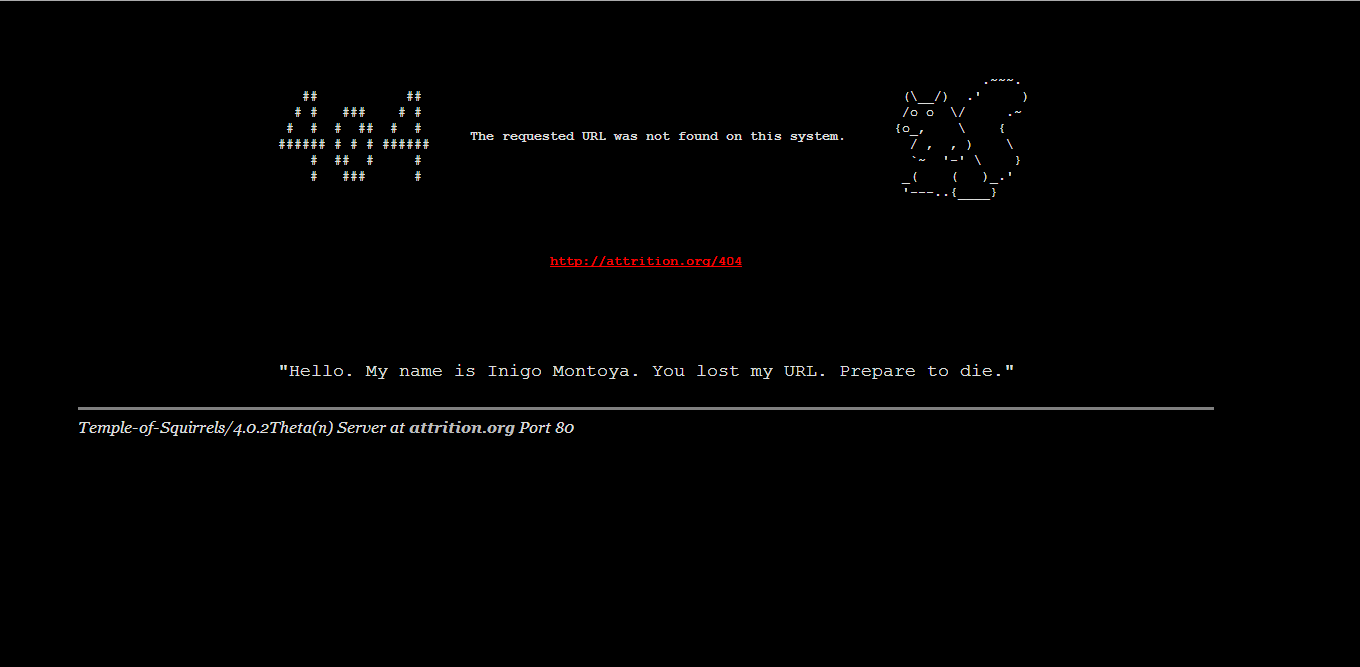 404
The requested URL was not found on this system.
http://attrition.org/404
"Hello. My name is Inigo Montoya. You lost my URL. Prepare to die."
Temple-of-Squirrels/4.0.2Theta(n) Server at attrition.org Port 80